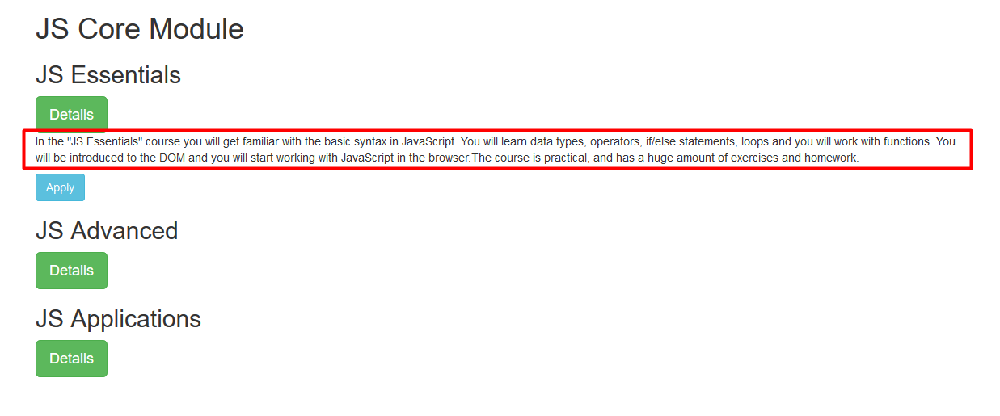 JS Core Module
JS Essentials
Details
In the "JS Essentials" course you will get familiar with the basic syntax in JavaScript. You will learn data types, operators, if/else statements, loops and you will work with functions. You
will be introduced to the DOM and you will start working with JavaScript in the browser.The course is practical, and has a huge amount of exercises and homework.
Apply
JS Advanced
Details
JS Applications
Details